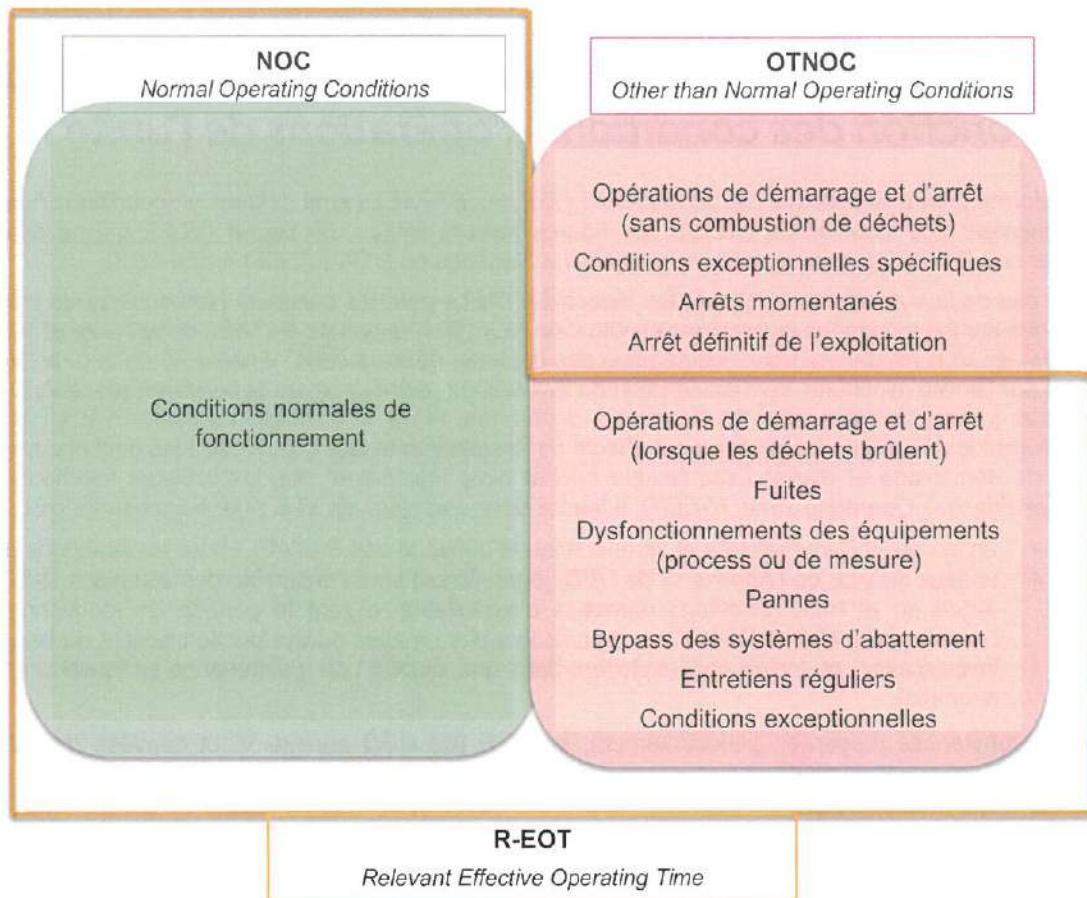 NOC
Normal Operating Conditions
OTNOC
Other than Normal Operating Conditions
Opérations de démarrage et d'arrêt
(sans combustion de déchets)
Conditions exceptionnelles spécifiques
Arrêts momentanés
Arrêt définitif de l'exploitation
Conditions normales de
fonctionnement
Opérations de démarrage et d'arrêt
(lorsque les déchets brûlent)
Fuites
Dysfonctionnements des équipements
(process ou de mesure)
Pannes
Bypass des systèmes d'abattement
Entretiens réguliers
Conditions exceptionnelles
R-EOT
Relevant Effective Operating Time